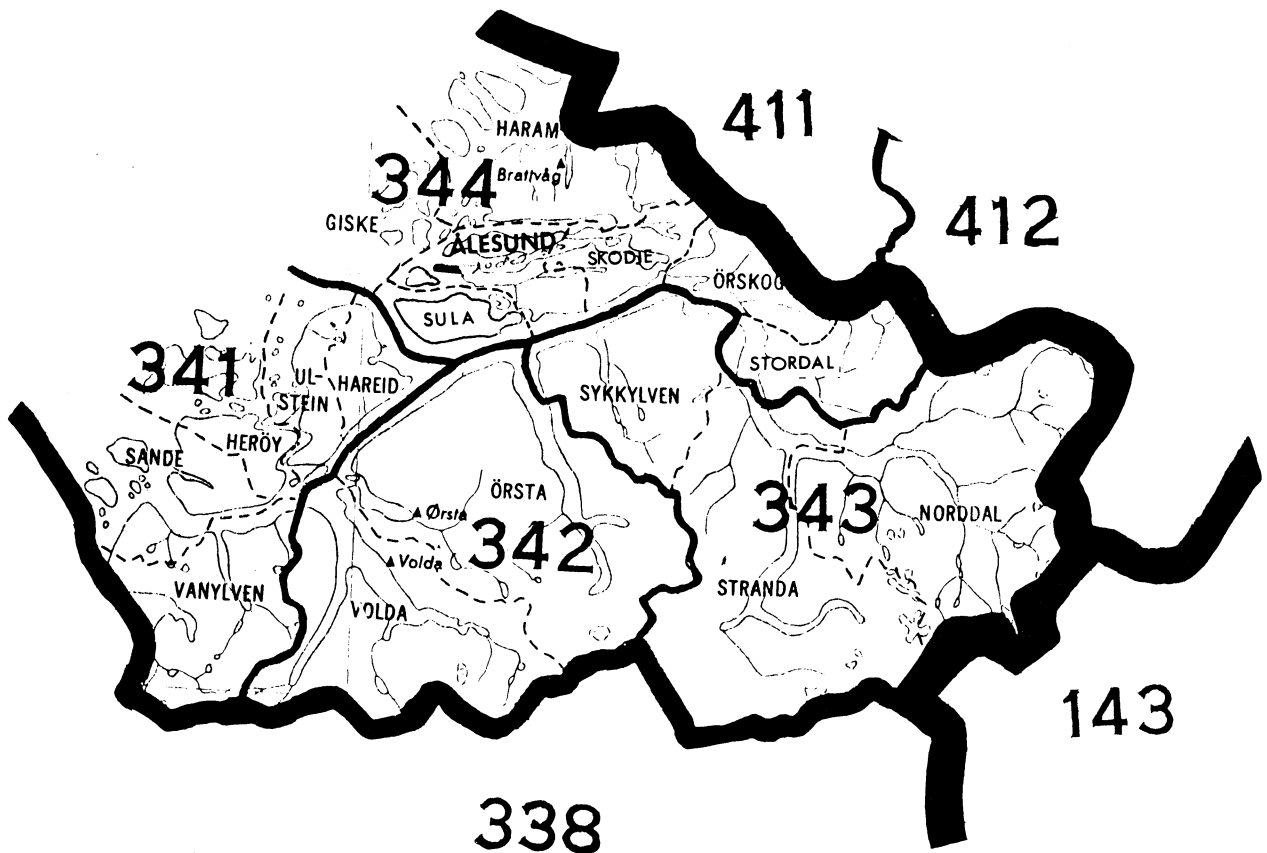 411
HARAM
344
Brattvåg
412
GISKE
ÅLESUND
SKODJE
ÖRSKOG
SULA
341
UL-
STEIN
HAREID
SYKKYLVEN
STORDAL
HERÖY
SANDE
ÖRSTA
Ørsta
342
343
NORDDAL
Volda
VANYLVEN
VOLDA
STRANDA
143
338